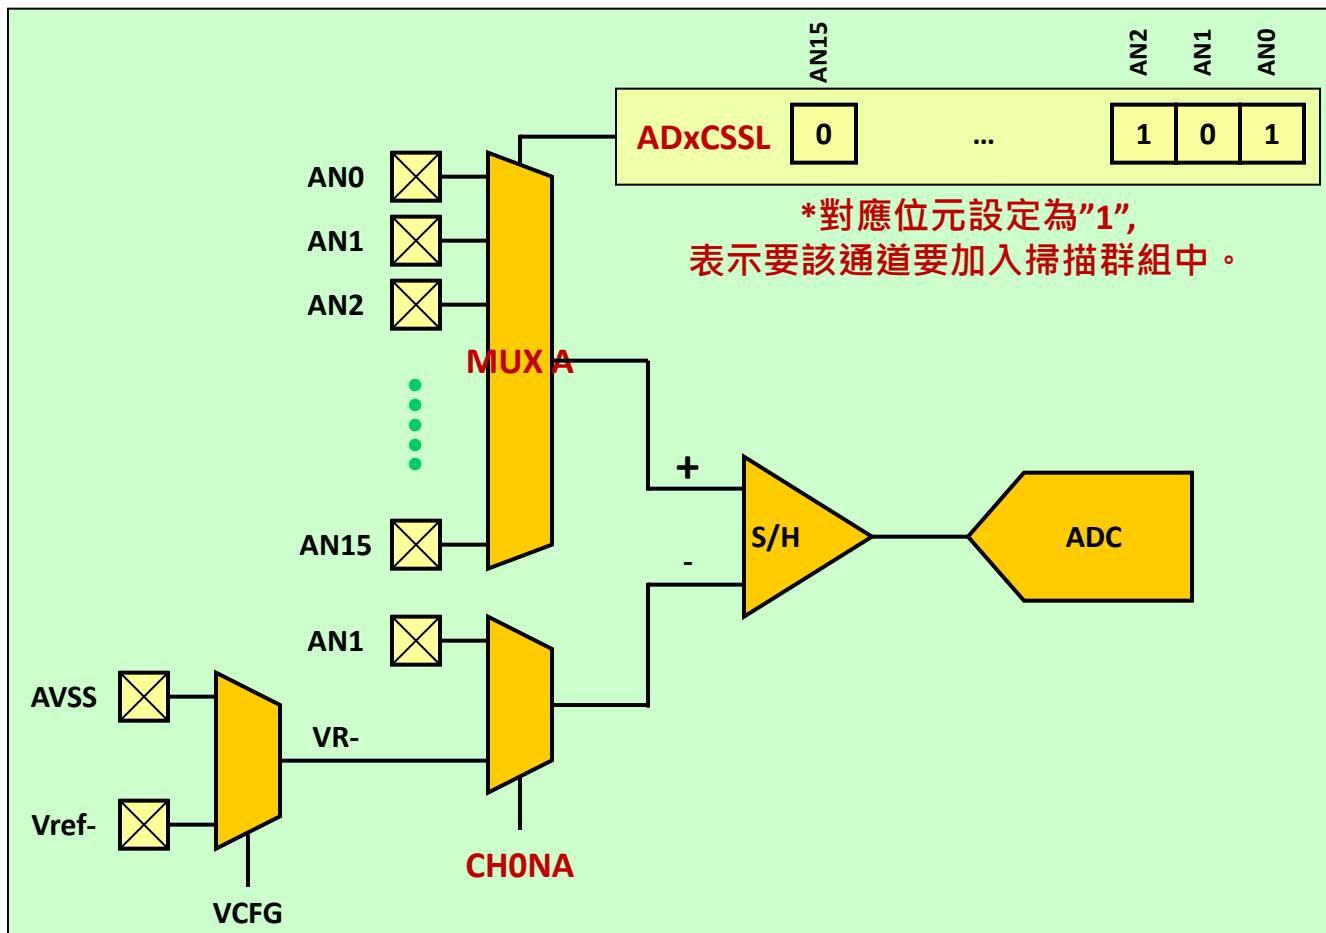 AN15
AN2
AN1
AN0
ADxCSSL
0
...
1
0
1
*對應位元設定為”1”,
表示要該通道要加入掃描群組中。
AN0
AN1
AN2
MUX A
+
AN15
S/H
ADC
-
AN1
AVSS
VR-
Vref-
CH0NA
VCFG